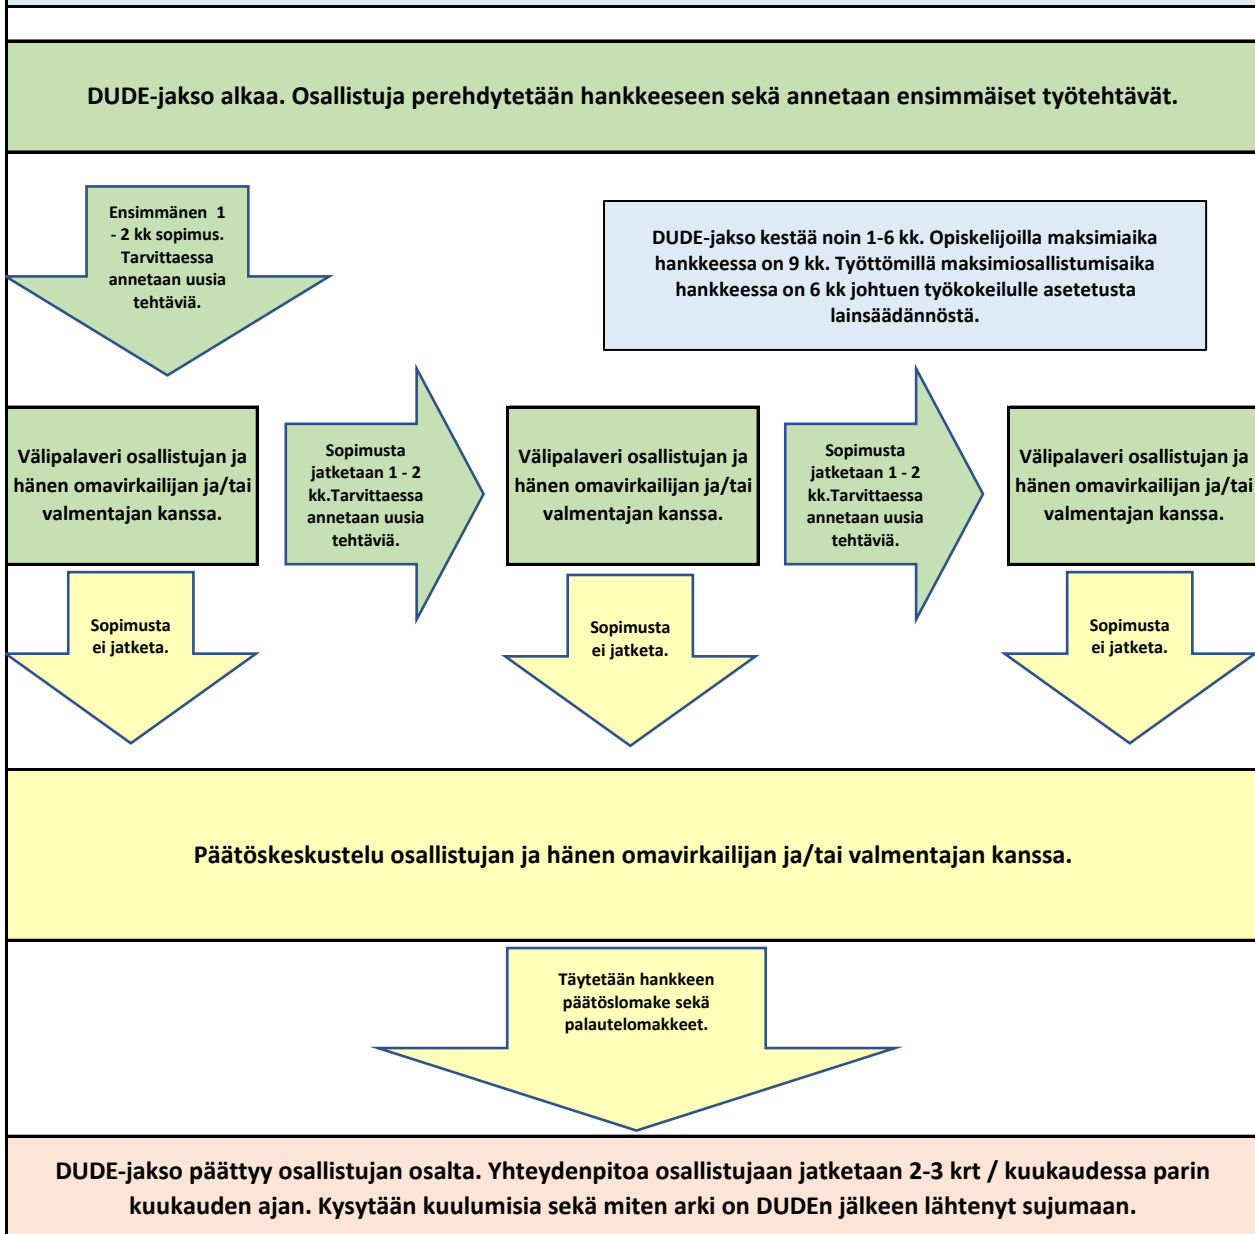 DUDE-jakso alkaa. Osallistuja perehdytetään hankkeeseen sekä annetaan ensimmäiset työtehtävät.
Ensimmänen 1
- 2 kk sopimus.
Tarvittaessa
annetaan uusia
tehtäviä.
DUDE-jakso kestää noin 1-6 kk. Opiskelijoilla maksimiaika
hankkeessa on 9 kk. Työttömillä maksimiosallistumisaika
hankkeessa on 6 kk johtuen työkokeilulle asetetusta
lainsäädännöstä.
Välipalaveri osallistujan ja
hänen omavirkailijan ja/tai
valmentajan kanssa.
Sopimusta
jatketaan 1 - 2
kk.Tarvittaessa
annetaan uusia
tehtäviä.
Välipalaveri osallistujan ja
hänen omavirkailijan ja/tai
valmentajan kanssa.
Sopimusta
jatketaan 1 - 2
kk.Tarvittaessa
annetaan uusia
tehtäviä.
Välipalaveri osallistujan ja
hänen omavirkailijan ja/tai
valmentajan kanssa.
Sopimusta
ei jatketa.
Sopimusta
ei jatketa.
Sopimusta
ei jatketa.
Päätöskeskustelu osallistujan ja hänen omavirkailijan ja/tai valmentajan kanssa.
Täytetään hankkeen
päätöslomake sekä
palautelomakkeet.
DUDE-jakso päättyy osallistujan osalta. Yhteydenpitoa osallistujaan jatketaan 2-3 krt / kuukaudessa parin
kuukauden ajan. Kysytään kuulumisia sekä miten arki on DUDEn jälkeen lähtenyt sujumaan.